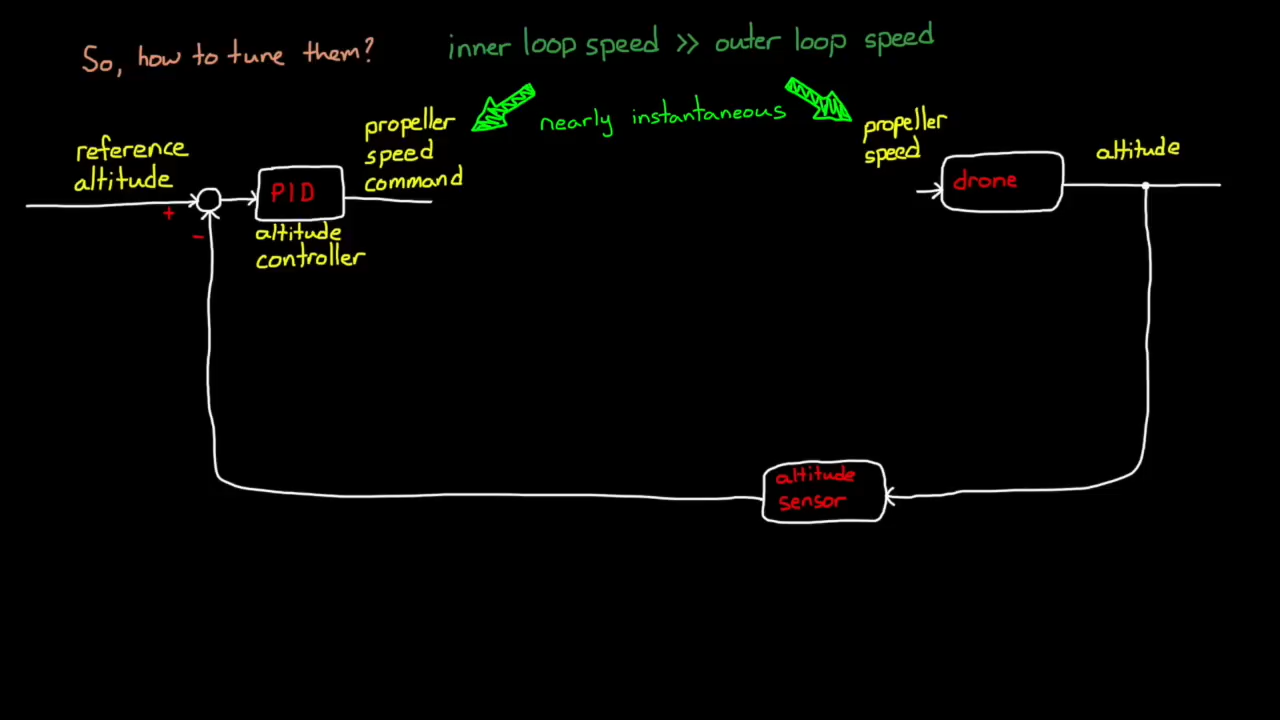 So, how to tune them?
inner loop speed >> outer loop speed
nearly instantaneous
reference
altitude
+
-
PID
altitude
controller
propeller
speed
command
propeller
speed
drone
altitude
altitude
sensor